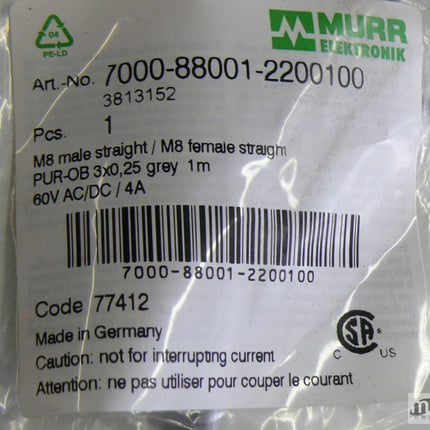 04
PE-LD
MURR
ELEKTRONIK
Art.-No. 7000-88001-2200100
3813152
Pcs. 1
M8 male straight / M8 female straigh
PUR-OB 3x0,25 grey 1m
60V AC/DC / 4A
7000-88001-2200100
Code 77412
Made in Germany
Caution: not for interrupting current
Attention: ne pas utiliser pour couper le courant
C SA US